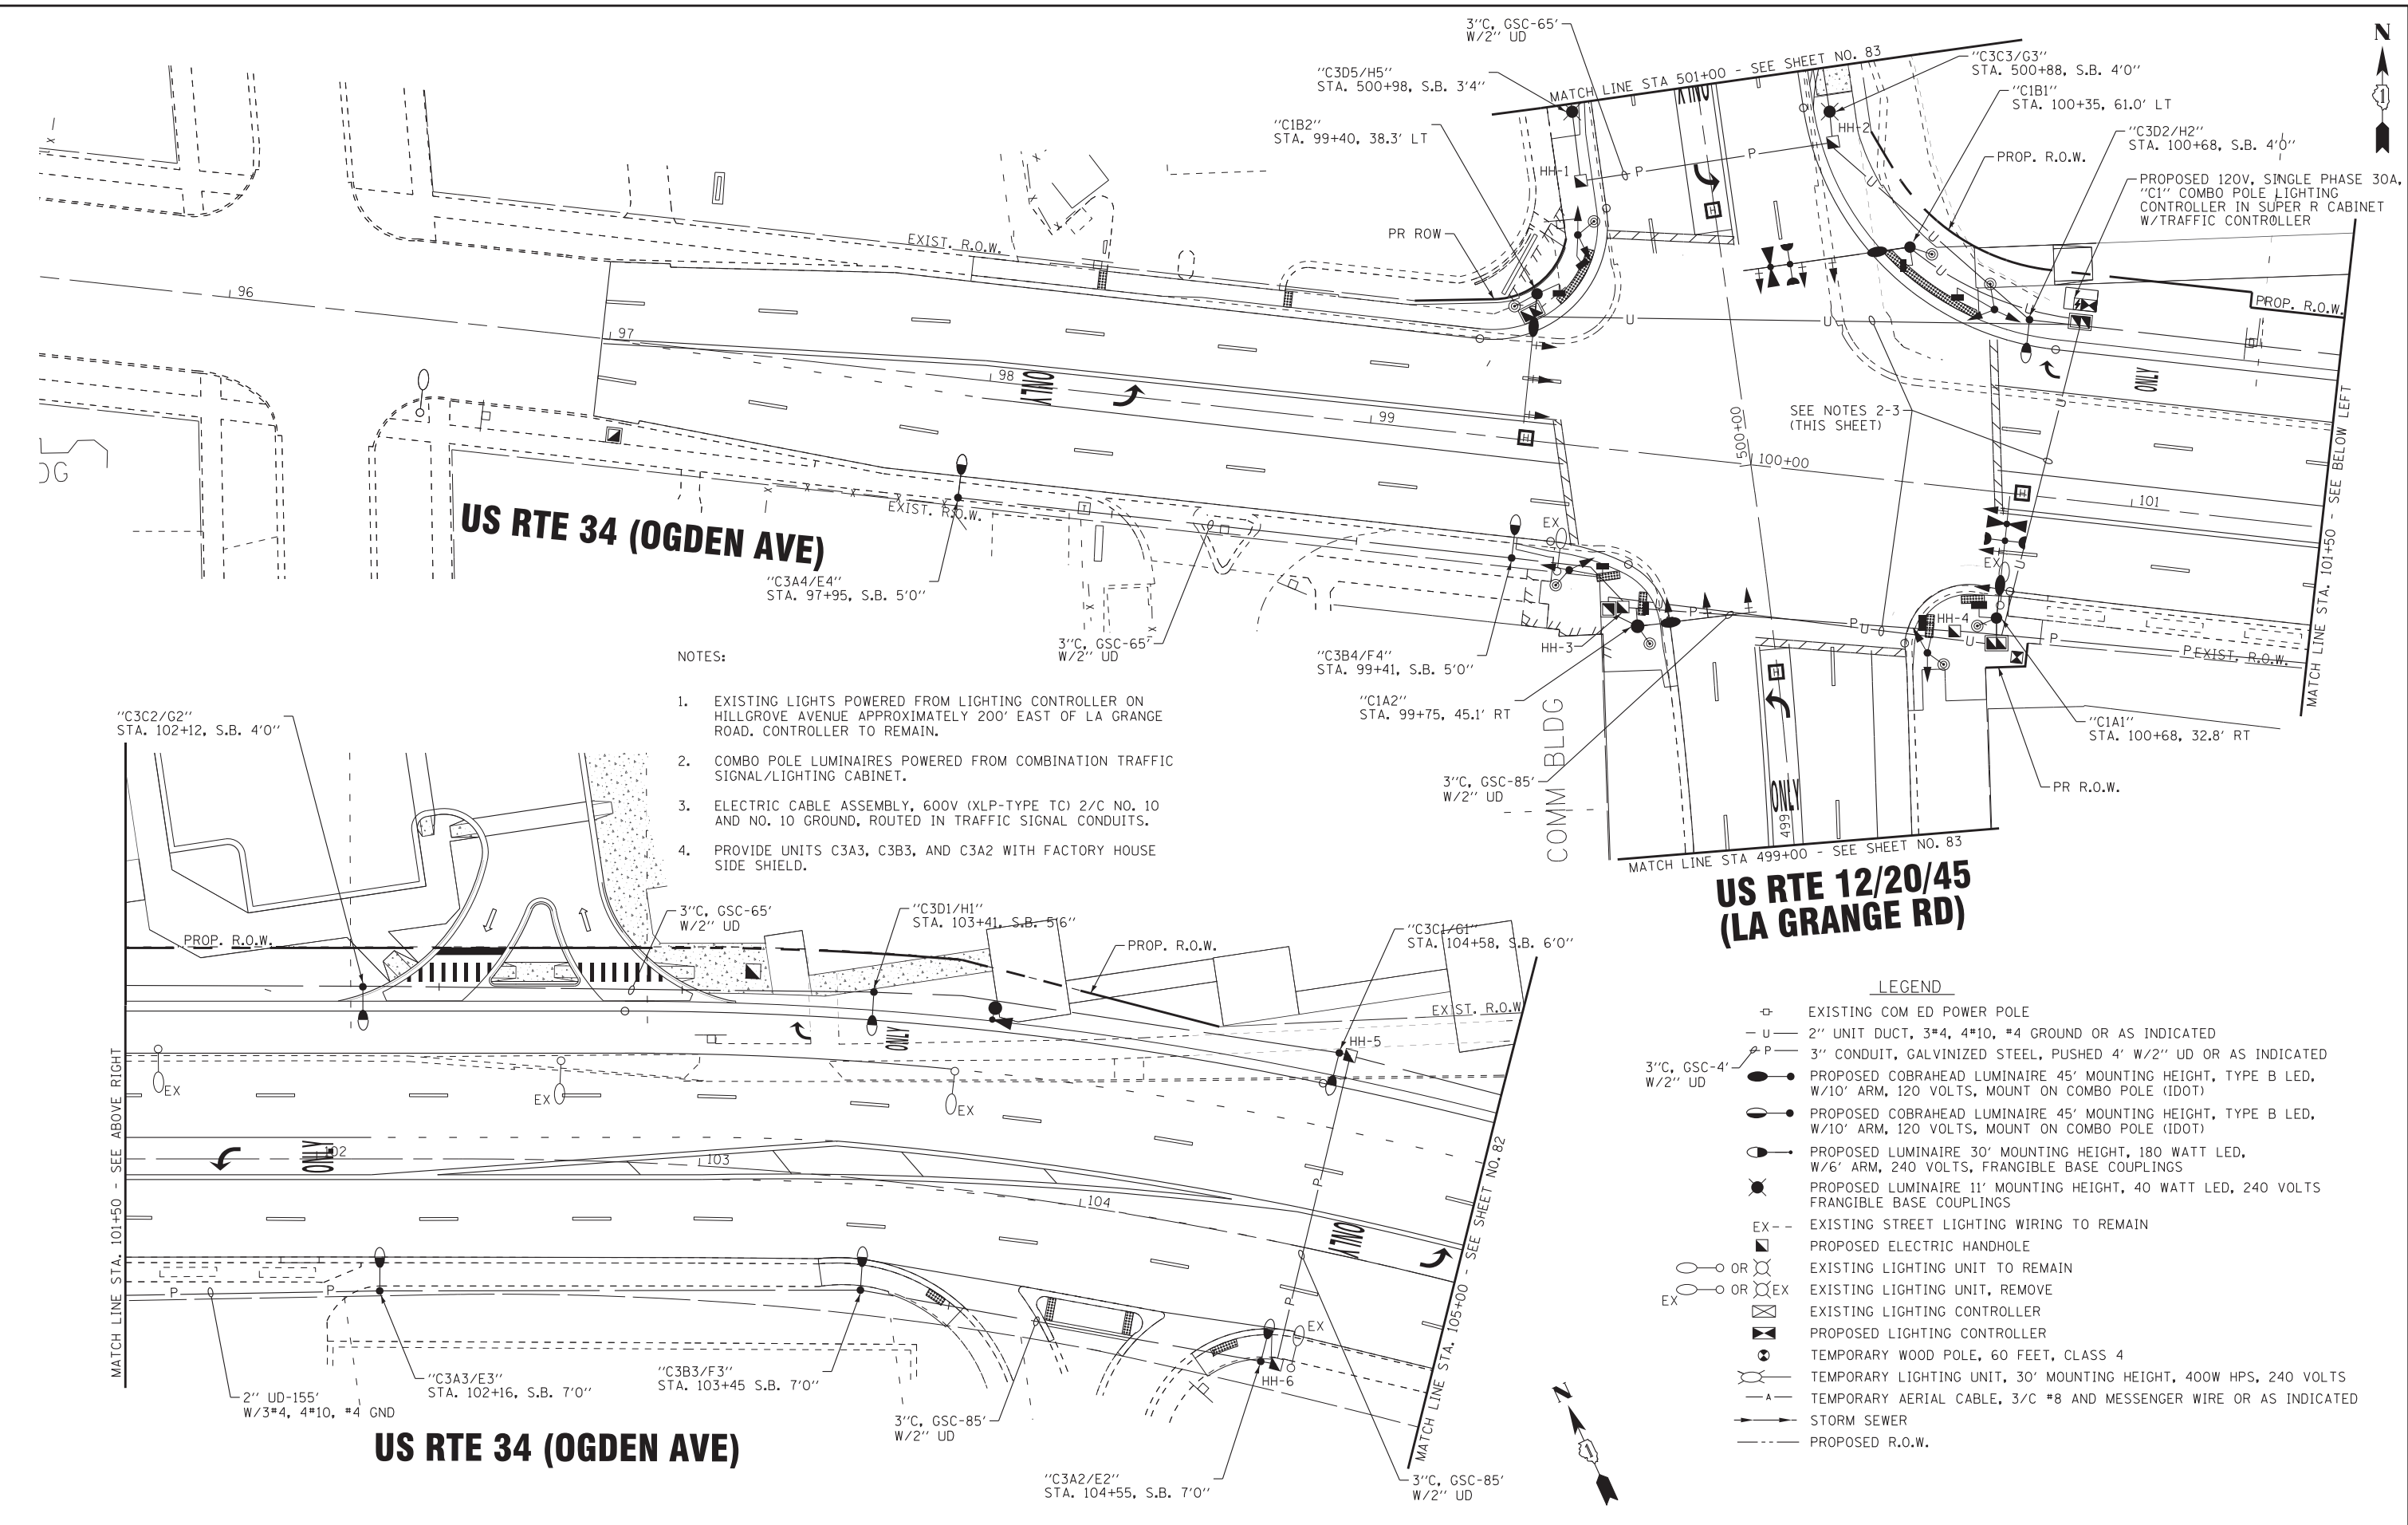 3''C, GSC-65'
W/2'' UD
''C3D5/H5''
STA. 500+98, S.B. 3'4''
MATCH LINE STA 501+00 - SEE SHEET NO. 83
''C3C3/G3''
STA. 500+88, S.B. 4'0''
N
1
''C1B1''
STA. 100+35, 61.0' LT
''C1B2''
STA. 99+40, 38.3' LT
ONLY
HH-2
''C3D2/H2''
STA. 100+68, S.B. 4'0''
PROP. R.O.W.
HH-1
P
P
U
PROPOSED 120V, SINGLE PHASE 30A,
''C1'' COMBO POLE LIGHTING
CONTROLLER IN SUPER R CABINET
W/TRAFFIC CONTROLLER
H
PR ROW
EXIST. R.O.W.
U
U
96
PROP. R.O.W.
U
U
U
97
98
ONLY
99
H
ONLY
U
SEE NOTES 2-3
(THIS SHEET)
500+00
100+00
H
101
DG
EXIST. R.O.W.
EX
EX
U
US RTE 34 (OGDEN AVE)
T
''C3A4/E4''
STA. 97+95, S.B. 5'0''
3''C, GSC-65'
W/2'' UD
''C3B4/F4''
STA. 99+41, S.B. 5'0''
HH-3
U
P
P
U
HH-4
U
P
P
EXIST. R.O.W.
MATCH LINE STA. 101+50 - SEE BELOW LEFT
H
''C1A2''
STA. 99+75, 45.1' RT
''C1A1''
STA. 100+68, 32.8' RT
COMM BLDG
3''C, GSC-85'
W/2'' UD
ONLY
499
PR R.O.W.
MATCH LINE STA 499+00 - SEE SHEET NO. 83
US RTE 12/20/45
(LA GRANGE RD)
NOTES:
1. EXISTING LIGHTS POWERED FROM LIGHTING CONTROLLER ON
HILLGROVE AVENUE APPROXIMATELY 200' EAST OF LA GRANGE
ROAD. CONTROLLER TO REMAIN.
2. COMBO POLE LUMINAIRES POWERED FROM COMBINATION TRAFFIC
SIGNAL/LIGHTING CABINET.
3. ELECTRIC CABLE ASSEMBLY, 600V (XLP-TYPE TC) 2/C NO. 10
AND NO. 10 GROUND, ROUTED IN TRAFFIC SIGNAL CONDUITS.
4. PROVIDE UNITS C3A3, C3B3, AND C3A2 WITH FACTORY HOUSE
SIDE SHIELD.
''C3C2/G2''
STA. 102+12, S.B. 4'0''
3''C, GSC-65'
W/2'' UD
''C3D1/H1''
STA. 103+41, S.B. 5'6''
PROP. R.O.W.
PROP. R.O.W.
''C3C1/G1''
STA. 104+58, S.B. 6'0''
EXIST. R.O.W
ONLY
HH-5
EX
EX
EX
MATCH LINE STA. 101+50 - SEE ABOVE RIGHT
ONLY
102
103
104
P
ONLY
MATCH LINE STA. 105+00 - SEE SHEET NO. 82
P
P
P
EX
HH-6
2'' UD-155'
W/3#4, 4#10, #4 GND
''C3A3/E3''
STA. 102+16, S.B. 7'0''
''C3B3/F3''
STA. 103+45 S.B. 7'0''
3''C, GSC-85'
W/2'' UD
''C3A2/E2''
STA. 104+55, S.B. 7'0''
3''C, GSC-85'
W/2'' UD
N
1
US RTE 34 (OGDEN AVE)
LEGEND
EXISTING COM ED POWER POLE
U 2'' UNIT DUCT, 3#4, 4#10, #4 GROUND OR AS INDICATED
3''C, GSC-4'
W/2'' UD
P 3'' CONDUIT, GALVINIZED STEEL, PUSHED 4' W/2'' UD OR AS INDICATED
PROPOSED COBRAHEAD LUMINAIRE 45' MOUNTING HEIGHT, TYPE B LED,
W/10' ARM, 120 VOLTS, MOUNT ON COMBO POLE (IDOT)
PROPOSED COBRAHEAD LUMINAIRE 45' MOUNTING HEIGHT, TYPE B LED,
W/10' ARM, 120 VOLTS, MOUNT ON COMBO POLE (IDOT)
PROPOSED LUMINAIRE 30' MOUNTING HEIGHT, 180 WATT LED,
W/6' ARM, 240 VOLTS, FRANGIBLE BASE COUPLINGS
PROPOSED LUMINAIRE 11' MOUNTING HEIGHT, 40 WATT LED, 240 VOLTS
FRANGIBLE BASE COUPLINGS
EX-- EXISTING STREET LIGHTING WIRING TO REMAIN
PROPOSED ELECTRIC HANDHOLE
OR EXISTING LIGHTING UNIT TO REMAIN
EX OR EX EXISTING LIGHTING UNIT, REMOVE
EXISTING LIGHTING CONTROLLER
PROPOSED LIGHTING CONTROLLER
TEMPORARY WOOD POLE, 60 FEET, CLASS 4
TEMPORARY LIGHTING UNIT, 30' MOUNTING HEIGHT, 400W HPS, 240 VOLTS
A TEMPORARY AERIAL CABLE, 3/C #8 AND MESSENGER WIRE OR AS INDICATED
STORM SEWER
PROPOSED R.O.W.